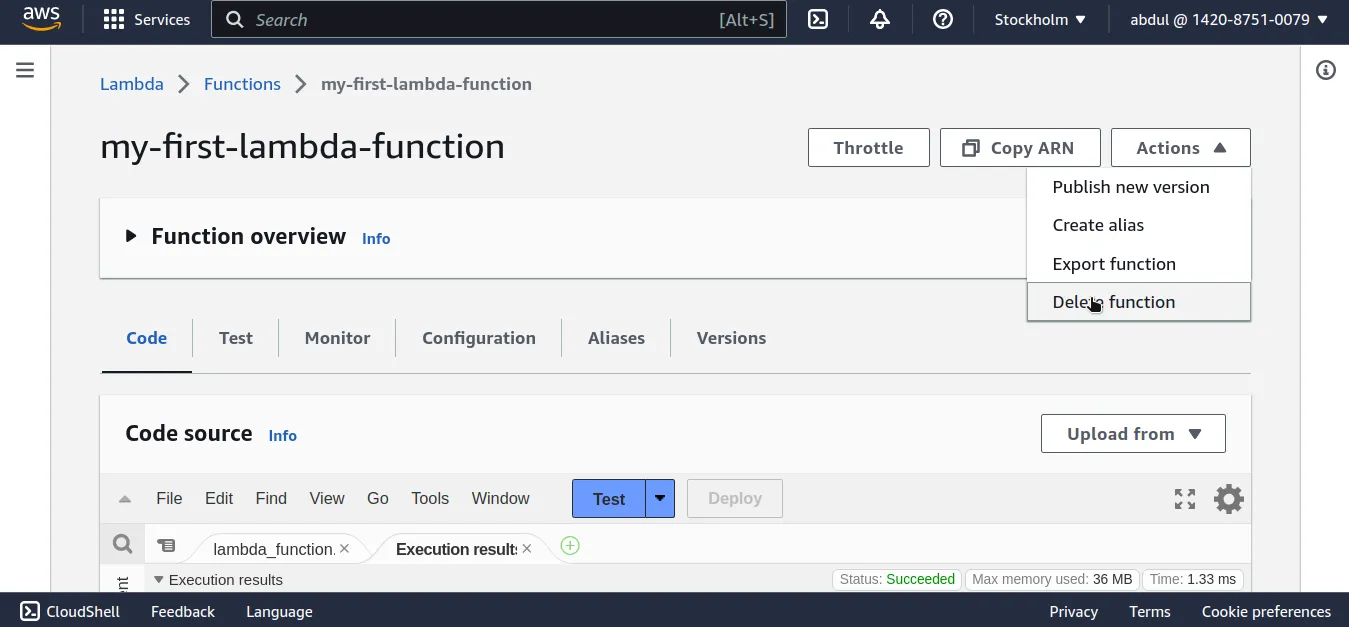 aws Services Search [Alt+S] Stockholm abdul @ 1420-8751-0079
Lambda Functions my-first-lambda-function
my-first-lambda-function Throttle Copy ARN Actions
Publish new version
Function overview Info
Create alias
Export function
Delete function
Code Test Monitor Configuration Aliases Versions
Code source Info Upload from
File Edit Find View Go Tools Window Test Deploy
lambda_function. Execution results
Execution results Status: Succeeded Max memory used: 36 MB Time: 1.33 ms
CloudShell Feedback Language Privacy Terms Cookie preferences